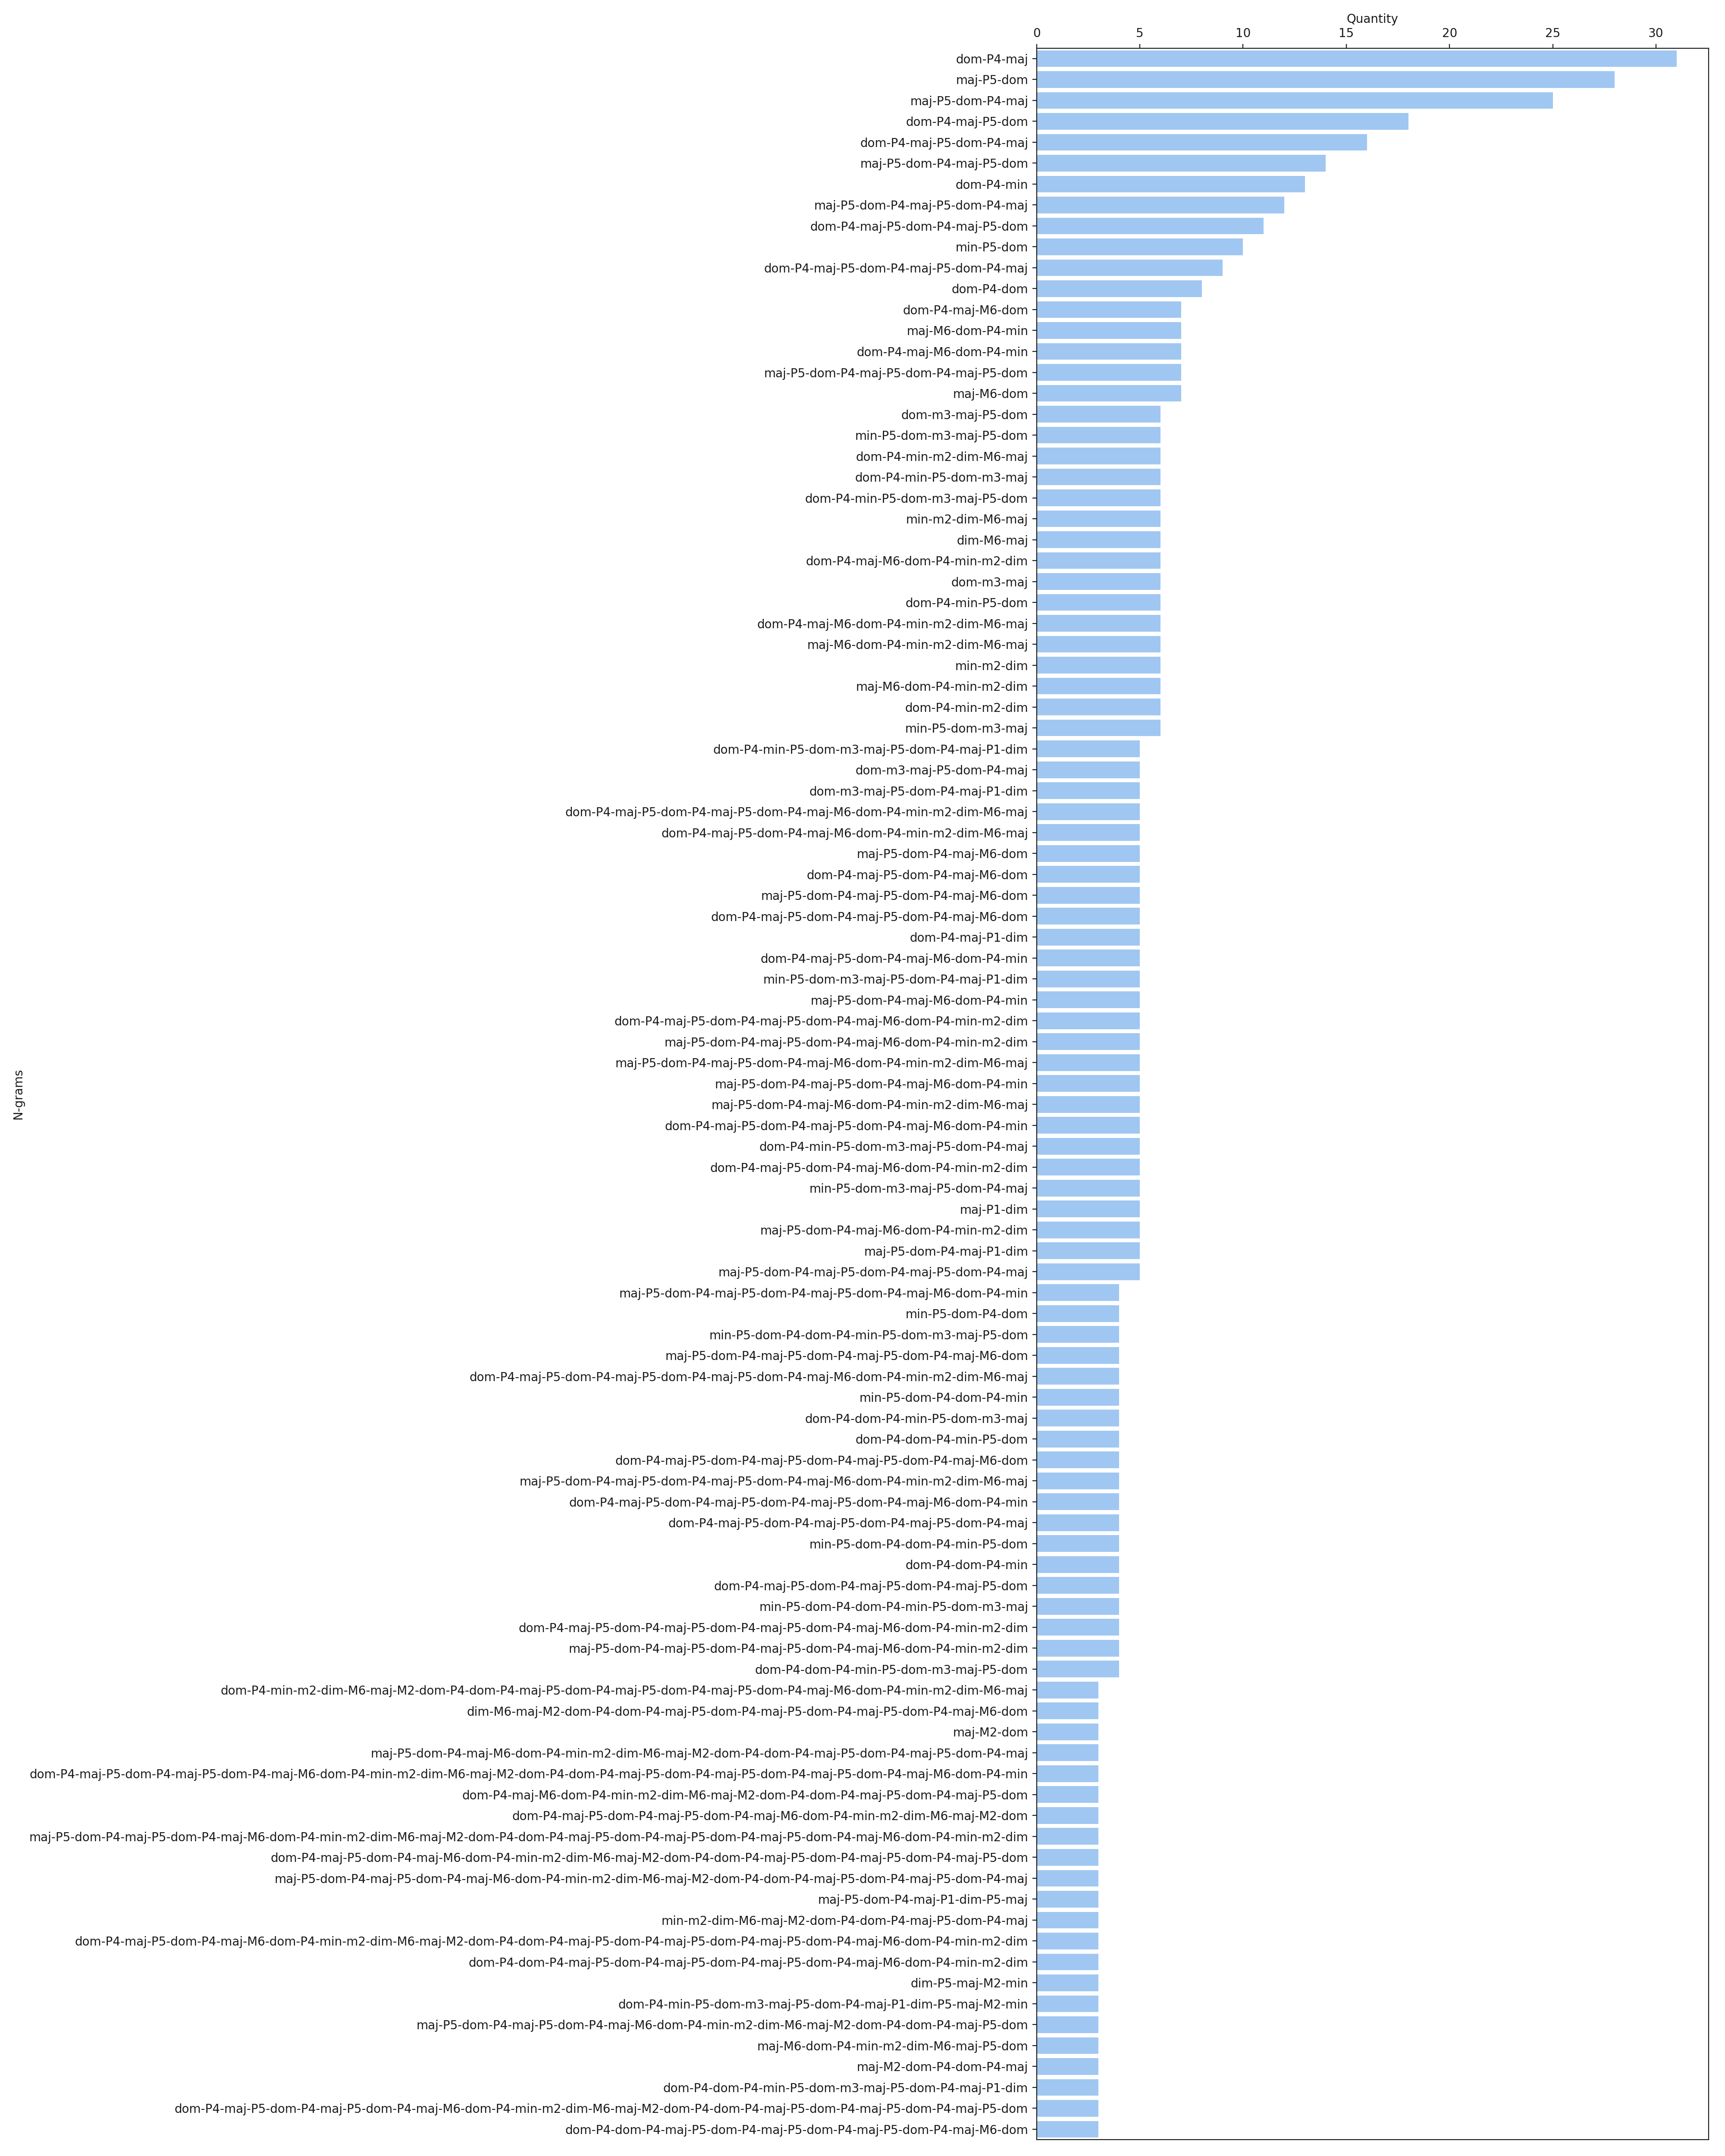 Quantity
0 5 10 15 20 25 30
dom-P4-maj
maj-P5-dom
maj-P5-dom-P4-maj
dom-P4-maj-P5-dom
dom-P4-maj-P5-dom-P4-maj
maj-P5-dom-P4-maj-P5-dom
dom-P4-min
maj-P5-dom-P4-maj-P5-dom-P4-maj
dom-P4-maj-P5-dom-P4-maj-P5-dom
min-P5-dom
dom-P4-maj-P5-dom-P4-maj-P5-dom-P4-maj
dom-P4-dom
dom-P4-maj-M6-dom
maj-M6-dom-P4-min
dom-P4-maj-M6-dom-P4-min
maj-P5-dom-P4-maj-P5-dom-P4-maj-P5-dom
maj-M6-dom
dom-m3-maj-P5-dom
min-P5-dom-m3-maj-P5-dom
dom-P4-min-m2-dim-M6-maj
dom-P4-min-P5-dom-m3-maj
dom-P4-min-P5-dom-m3-maj-P5-dom
min-m2-dim-M6-maj
dim-M6-maj
dom-P4-maj-M6-dom-P4-min-m2-dim
dom-m3-maj
dom-P4-min-P5-dom
dom-P4-maj-M6-dom-P4-min-m2-dim-M6-maj
maj-M6-dom-P4-min-m2-dim-M6-maj
min-m2-dim
maj-M6-dom-P4-min-m2-dim
dom-P4-min-m2-dim
min-P5-dom-m3-maj
dom-P4-min-P5-dom-m3-maj-P5-dom-P4-maj-P1-dim
dom-m3-maj-P5-dom-P4-maj
dom-m3-maj-P5-dom-P4-maj-P1-dim
dom-P4-maj-P5-dom-P4-maj-P5-dom-P4-maj-M6-dom-P4-min-m2-dim-M6-maj
dom-P4-maj-P5-dom-P4-maj-M6-dom-P4-min-m2-dim-M6-maj
maj-P5-dom-P4-maj-M6-dom
dom-P4-maj-P5-dom-P4-maj-M6-dom
maj-P5-dom-P4-maj-P5-dom-P4-maj-M6-dom
dom-P4-maj-P5-dom-P4-maj-P5-dom-P4-maj-M6-dom
dom-P4-maj-P1-dim
dom-P4-maj-P5-dom-P4-maj-M6-dom-P4-min
min-P5-dom-m3-maj-P5-dom-P4-maj-P1-dim
maj-P5-dom-P4-maj-M6-dom-P4-min
dom-P4-maj-P5-dom-P4-maj-P5-dom-P4-maj-M6-dom-P4-min-m2-dim
maj-P5-dom-P4-maj-P5-dom-P4-maj-M6-dom-P4-min-m2-dim
maj-P5-dom-P4-maj-P5-dom-P4-maj-M6-dom-P4-min-m2-dim-M6-maj
maj-P5-dom-P4-maj-P5-dom-P4-maj-M6-dom-P4-min
maj-P5-dom-P4-maj-M6-dom-P4-min-m2-dim-M6-maj
dom-P4-maj-P5-dom-P4-maj-P5-dom-P4-maj-M6-dom-P4-min
dom-P4-min-P5-dom-m3-maj-P5-dom-P4-maj
dom-P4-maj-P5-dom-P4-maj-M6-dom-P4-min-m2-dim
min-P5-dom-m3-maj-P5-dom-P4-maj
maj-P1-dim
maj-P5-dom-P4-maj-M6-dom-P4-min-m2-dim
maj-P5-dom-P4-maj-P1-dim
maj-P5-dom-P4-maj-P5-dom-P4-maj-P5-dom-P4-maj
maj-P5-dom-P4-maj-P5-dom-P4-maj-P5-dom-P4-maj-M6-dom-P4-min
min-P5-dom-P4-dom
min-P5-dom-P4-dom-P4-min-P5-dom-m3-maj-P5-dom
maj-P5-dom-P4-maj-P5-dom-P4-maj-P5-dom-P4-maj-M6-dom
dom-P4-maj-P5-dom-P4-maj-P5-dom-P4-maj-P5-dom-P4-maj-M6-dom-P4-min-m2-dim-M6-maj
min-P5-dom-P4-dom-P4-min
dom-P4-dom-P4-min-P5-dom-m3-maj
dom-P4-dom-P4-min-P5-dom
dom-P4-maj-P5-dom-P4-maj-P5-dom-P4-maj-P5-dom-P4-maj-M6-dom
maj-P5-dom-P4-maj-P5-dom-P4-maj-P5-dom-P4-maj-M6-dom-P4-min-m2-dim-M6-maj
dom-P4-maj-P5-dom-P4-maj-P5-dom-P4-maj-P5-dom-P4-maj-M6-dom-P4-min
dom-P4-maj-P5-dom-P4-maj-P5-dom-P4-maj-P5-dom-P4-maj
min-P5-dom-P4-dom-P4-min-P5-dom
dom-P4-dom-P4-min
dom-P4-maj-P5-dom-P4-maj-P5-dom-P4-maj-P5-dom
min-P5-dom-P4-dom-P4-min-P5-dom-m3-maj
dom-P4-maj-P5-dom-P4-maj-P5-dom-P4-maj-P5-dom-P4-maj-M6-dom-P4-min-m2-dim
maj-P5-dom-P4-maj-P5-dom-P4-maj-P5-dom-P4-maj-M6-dom-P4-min-m2-dim
dom-P4-dom-P4-min-P5-dom-m3-maj-P5-dom
dom-P4-min-m2-dim-M6-maj-M2-dom-P4-dom-P4-maj-P5-dom-P4-maj-P5-dom-P4-maj-P5-dom-P4-maj-M6-dom-P4-min-m2-dim-M6-maj
dim-M6-maj-M2-dom-P4-dom-P4-maj-P5-dom-P4-maj-P5-dom-P4-maj-P5-dom-P4-maj-M6-dom
maj-M2-dom
maj-P5-dom-P4-maj-M6-dom-P4-min-m2-dim-M6-maj-M2-dom-P4-dom-P4-maj-P5-dom-P4-maj-P5-dom-P4-maj
dom-P4-maj-P5-dom-P4-maj-P5-dom-P4-maj-M6-dom-P4-min-m2-dim-M6-maj-M2-dom-P4-dom-P4-maj-P5-dom-P4-maj-P5-dom-P4-maj-P5-dom-P4-maj-M6-dom-P4-min
dom-P4-maj-M6-dom-P4-min-m2-dim-M6-maj-M2-dom-P4-dom-P4-maj-P5-dom-P4-maj-P5-dom
dom-P4-maj-P5-dom-P4-maj-P5-dom-P4-maj-M6-dom-P4-min-m2-dim-M6-maj-M2-dom
maj-P5-dom-P4-maj-P5-dom-P4-maj-M6-dom-P4-min-m2-dim-M6-maj-M2-dom-P4-dom-P4-maj-P5-dom-P4-maj-P5-dom-P4-maj-P5-dom-P4-maj-M6-dom-P4-min-m2-dim
dom-P4-maj-P5-dom-P4-maj-M6-dom-P4-min-m2-dim-M6-maj-M2-dom-P4-dom-P4-maj-P5-dom-P4-maj-P5-dom-P4-maj-P5-dom
maj-P5-dom-P4-maj-P5-dom-P4-maj-M6-dom-P4-min-m2-dim-M6-maj-M2-dom-P4-dom-P4-maj-P5-dom-P4-maj-P5-dom-P4-maj
maj-P5-dom-P4-maj-P1-dim-P5-maj
min-m2-dim-M6-maj-M2-dom-P4-dom-P4-maj-P5-dom-P4-maj
dom-P4-maj-P5-dom-P4-maj-M6-dom-P4-min-m2-dim-M6-maj-M2-dom-P4-dom-P4-maj-P5-dom-P4-maj-P5-dom-P4-maj-P5-dom-P4-maj-M6-dom-P4-min-m2-dim
dom-P4-dom-P4-maj-P5-dom-P4-maj-P5-dom-P4-maj-P5-dom-P4-maj-M6-dom-P4-min-m2-dim
dim-P5-maj-M2-min
dom-P4-min-P5-dom-m3-maj-P5-dom-P4-maj-P1-dim-P5-maj-M2-min
maj-P5-dom-P4-maj-P5-dom-P4-maj-M6-dom-P4-min-m2-dim-M6-maj-M2-dom-P4-dom-P4-maj-P5-dom
maj-M6-dom-P4-min-m2-dim-M6-maj-P5-dom
maj-M2-dom-P4-dom-P4-maj
dom-P4-dom-P4-min-P5-dom-m3-maj-P5-dom-P4-maj-P1-dim
dom-P4-maj-P5-dom-P4-maj-P5-dom-P4-maj-M6-dom-P4-min-m2-dim-M6-maj-M2-dom-P4-dom-P4-maj-P5-dom-P4-maj-P5-dom-P4-maj-P5-dom
dom-P4-dom-P4-maj-P5-dom-P4-maj-P5-dom-P4-maj-P5-dom-P4-maj-M6-dom
N-grams